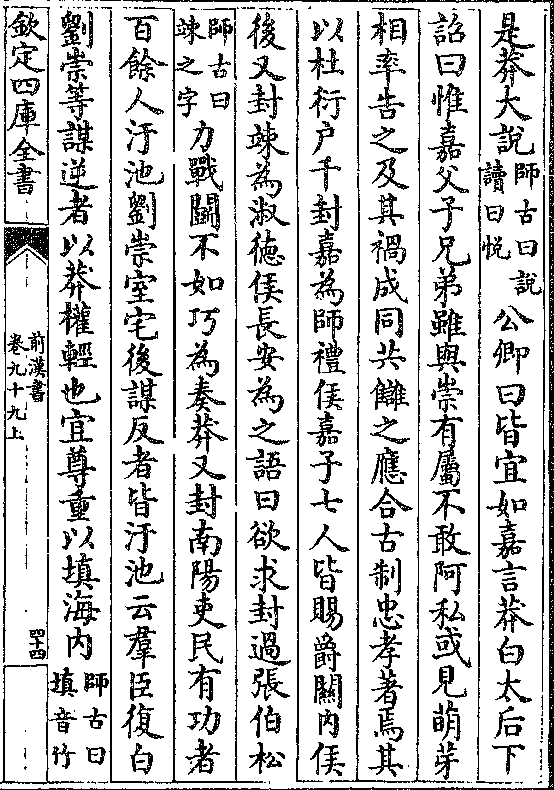 是莽大說師古曰說讀曰悦公卿曰皆宜如嘉言莽白太后下
詔曰惟嘉父子兄弟雖與崇有屬不敢阿私或見萌芽
相率告之及其禍成同共讎之應合古制忠孝著焉其
以杜衍户千封嘉為師禮侯嘉子七人皆賜爵關内侯
後又封竦為淑徳侯長安為之語曰欲求封過張伯松
師古曰竦之字力戰鬭不如巧為奏莽又封南陽吏民有功者
百餘人汙池劉崇室宅後謀反者皆汙池云羣臣復白
劉崇等謀逆者以莽權輕也宜尊重以填海内師古曰填音竹
欽定四庫全書
前漢書
卷九十九上
四十四